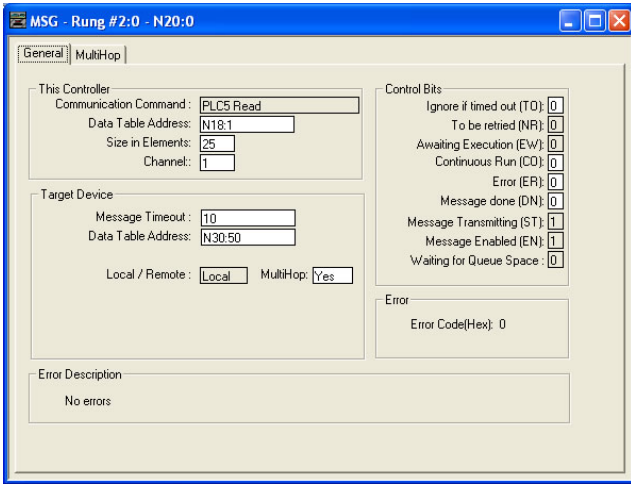 MSG - Rung #2:0 - N20:0
General
MultiHop
This Controller
Communication Command : PLC5 Read
Data Table Address: N18:1
Size in Elements: 25
Channel:: 1
Target Device
Message Timeout : 10
Data Table Address: N30:50
Local / Remote : Local MultiHop: Yes
Control Bits
Ignore if timed out (TO): 0
To be retried (NR): 0
Awaiting Execution (EW): 0
Continuous Run (CO): 0
Error (ER): 0
Message done (DN): 0
Message Transmitting (ST): 1
Message Enabled (EN): 1
Waiting for Queue Space : 0
Error
Error Code(Hex): 0
Error Description
No errors